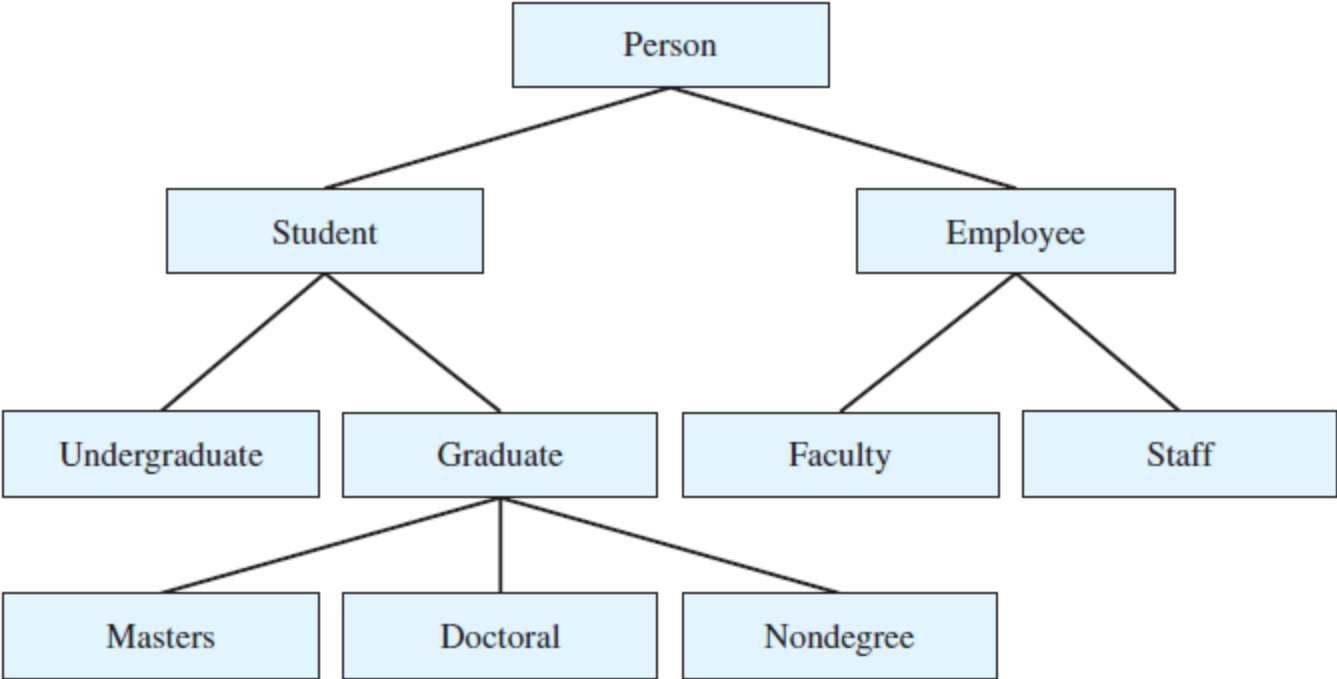 Person
Student
Employee
Undergraduate
Graduate
Faculty
Staff
Masters
Doctoral
Nondegree